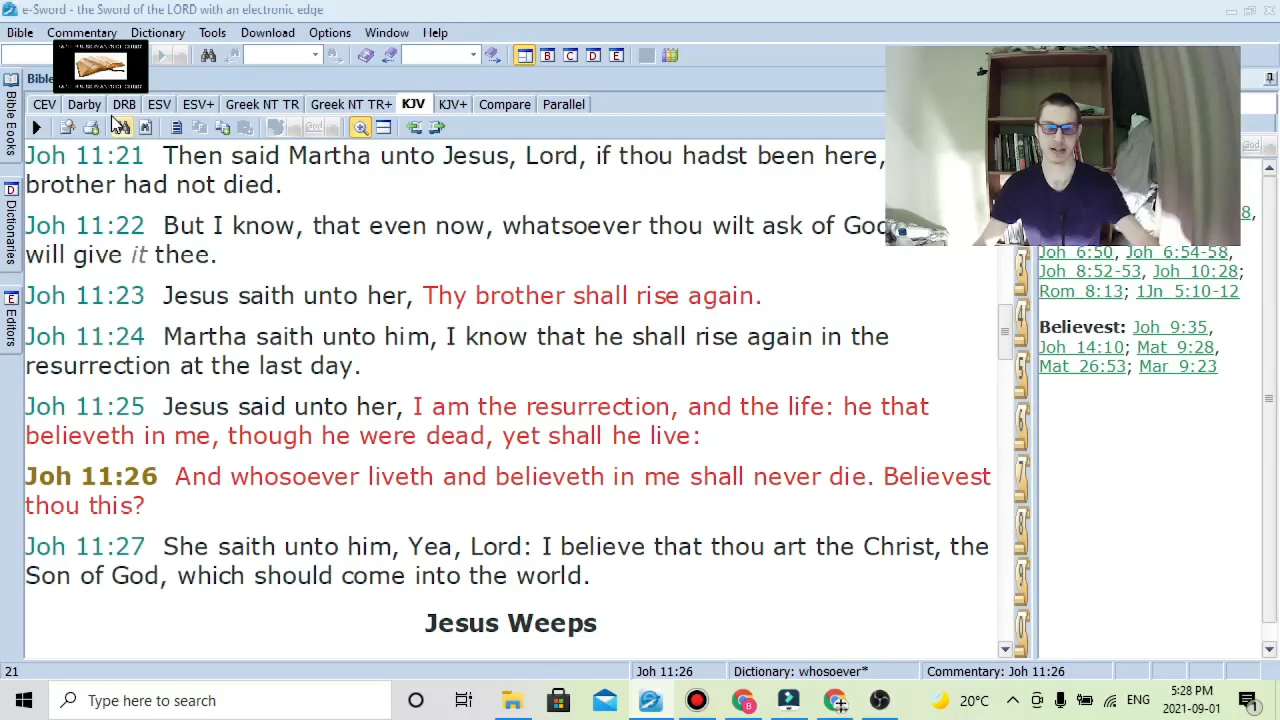 e-Sword - the Sword of the LORD with an electronic edge
Bible Commentary Dictionary Tools Download Options Window Help
B C D E
CEV Darby DRB ESV ESV+ Greek NT TR Greek NT TR+ KJV KJV+ Compare Parallel
God
Bible Books
Dictionaries
Editors
Joh 11:21 Then said Martha unto Jesus, Lord, if thou hadst been here,
brother had not died.
Joh 11:22 But I know, that even now, whatsoever thou wilt ask of God
will give it thee.
Joh 11:23 Jesus saith unto her, Thy brother shall rise again.
Joh 11:24 Martha saith unto him, I know that he shall rise again in the
resurrection at the last day.
Joh 11:25 Jesus said unto her, I am the resurrection, and the life: he that
believeth in me, though he were dead, yet shall he live:
Joh 11:26 And whosoever liveth and believeth in me shall never die. Believest
thou this?
Joh 11:27 She saith unto him, Yea, Lord: I believe that thou art the Christ, the
Son of God, which should come into the world.
Jesus Weeps
3
4
5
6
7
8
9
0
God
8,
Joh 6:50, Joh 6:54-58,
Joh 8:52-53, Joh 10:28;
Rom 8:13; 1Jn 5:10-12
Believest: Joh 9:35,
Joh 14:10; Mat 9:28,
Mat 26:53; Mar 9:23
21 Joh 11:26 Dictionary: whosoever* Commentary: Joh 11:26
Type here to search
20°C ENG 5:28 PM
2021-09-01